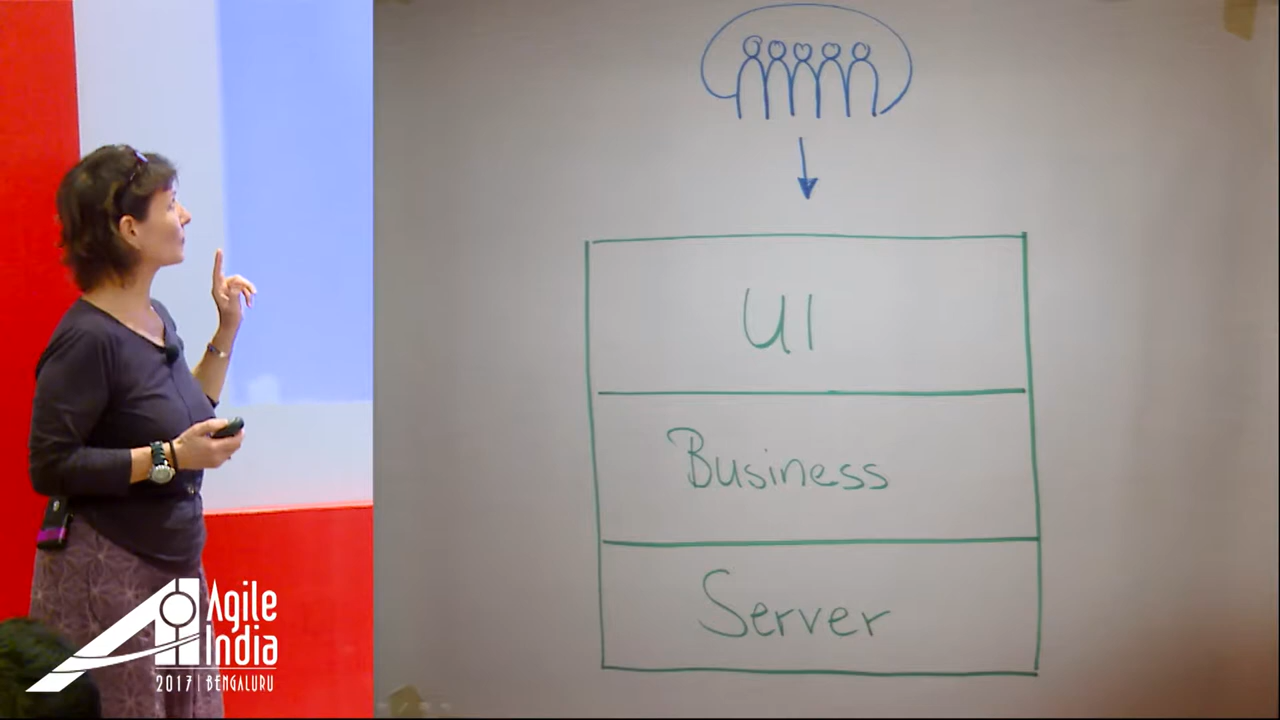 UI
Business
Server
Agile
India
2017 | BENGALURU